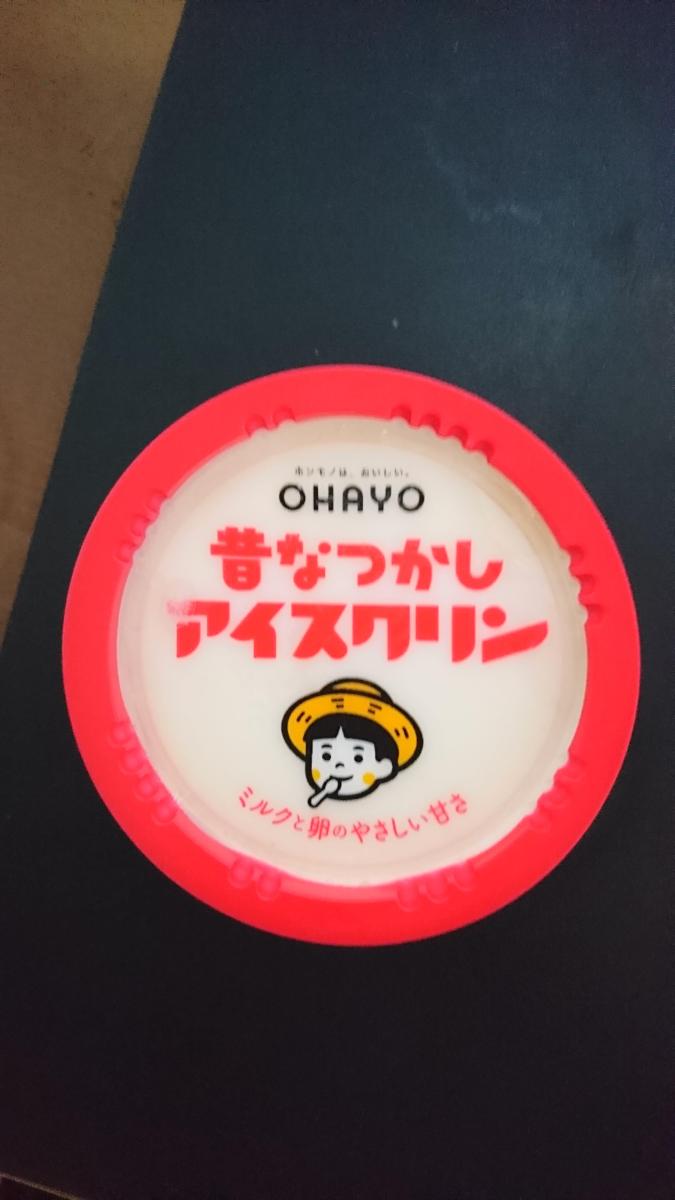 ホンモノは、おいしい。
OHAYO
昔なつかし
アイスクリン
ミルクと卵のやさしい甘さ